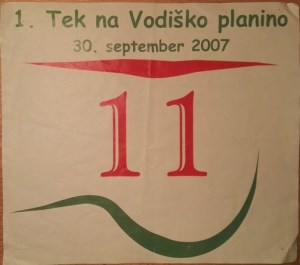 1. Tek na Vodiško planino
30. september 2007
11